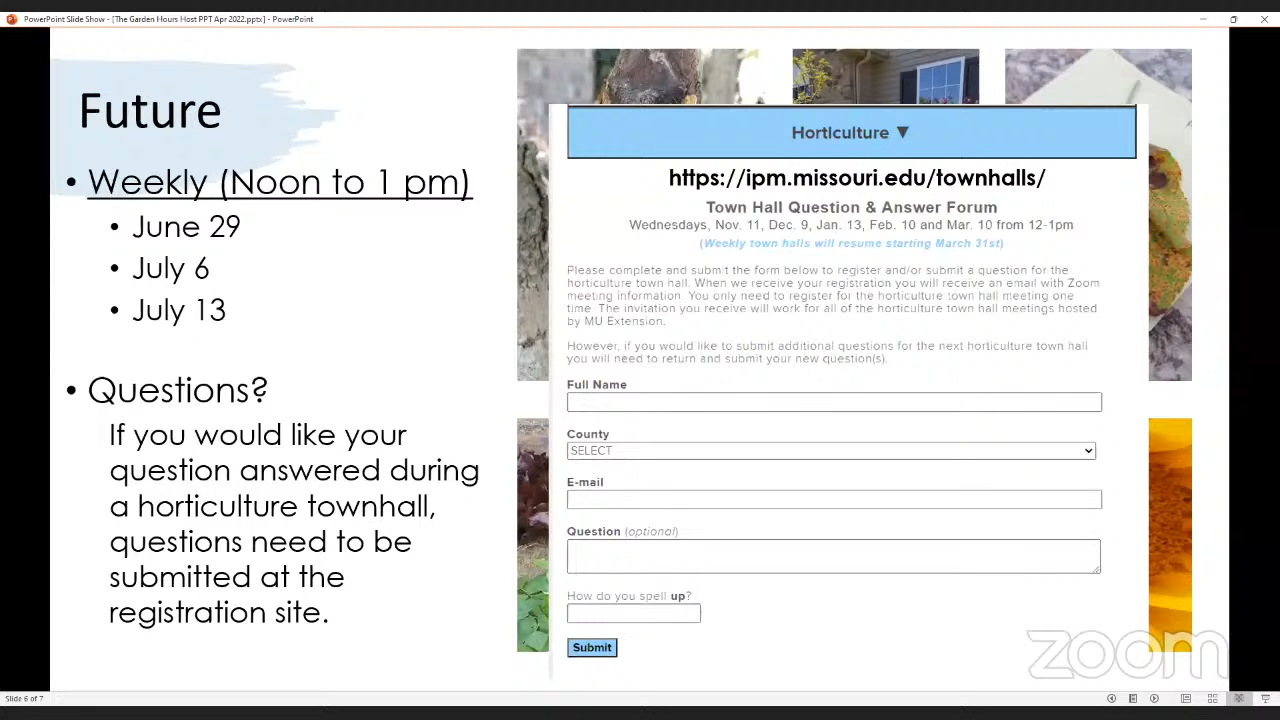 PowerPoint Slide Show - [The Garden Hours Host PPT Apr 2022.pptx] - PowerPoint
Future
• Weekly (Noon to 1 pm)
• June 29
• July 6
• July 13
• Questions?
If you would like your
question answered during
a horticulture townhall,
questions need to be
submitted at the
registration site.
Horticulture ▼
https://ipm.missouri.edu/townhalls/
Town Hall Question & Answer Forum
Wednesdays, Nov. 11, Dec. 9, Jan. 13, Feb. 10 and Mar. 10 from 12-1pm
(Weekly town halls will resume starting March 31st)
Please complete and submit the form below to register and/or submit a question for the
horticulture town hall. When we receive your registration you will receive an email with Zoom
meeting information. You only need to register for the horticulture town hall meeting one
time. The invitation you receive will work for all of the horticulture town hall meetings hosted
by MU Extension.
However, if you would like to submit additional questions for the next horticulture town hall
you will need to return and submit your new question(s).
Full Name
County
SELECT
E-mail
Question (optional)
How do you spell up?
Submit
zoom
Slide 6 of 7